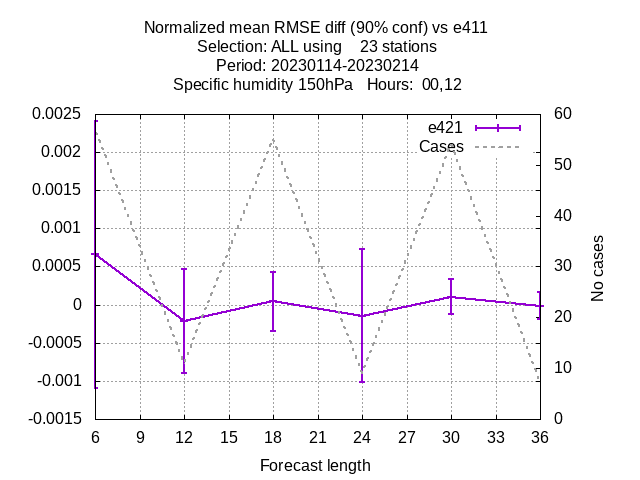 Normalized mean RMSE diff (90% conf) vs e411
Selection: ALL using    23 stations
Period: 20230114-20230214
Specific humidity 150hPa   Hours:  00,12
0.0025
0.002
0.0015
0.001
0.0005
0
-0.0005
-0.001
-0.0015
60
50
40
30
20
10
0
e421
Cases
No cases
6 9 12 15 18 21 24 27 30 33 36
Forecast length